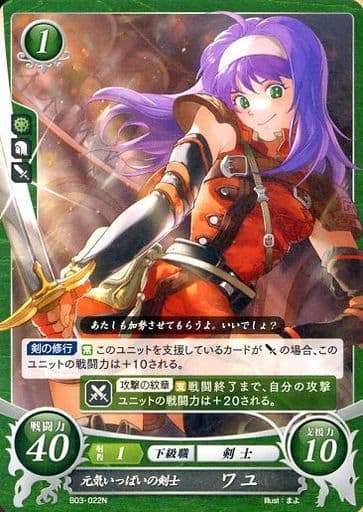 1
あたしも加勢させてもらうよ。いいでしょ?
剣の修行 常 このユニットを支援しているカードが の場合、この
ユニットの戦闘力は+10される。
攻撃の紋章 支 戦闘終了まで、自分の攻撃
ユニットの戦闘力は+20される。
戦闘力
40
射程
1
下級職
剣士
支援力
10
元気いっぱいの剣士
ワユ
B03-022N
Illust:まよ